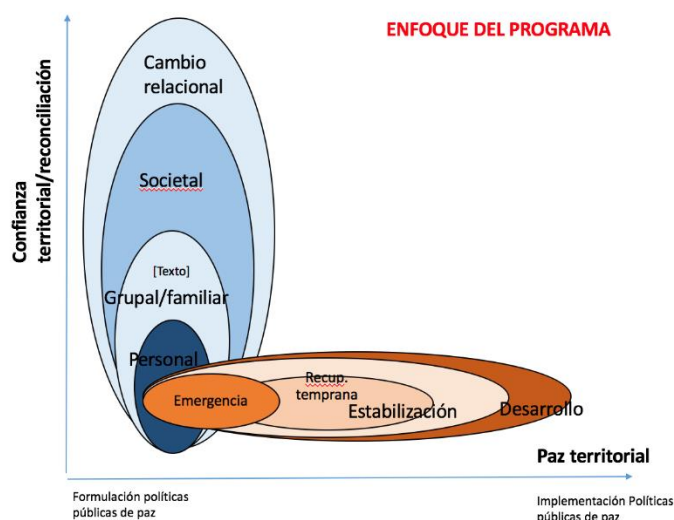 ENFOQUE DEL PROGRAMA
Cambio
relacional
Societal
Confianza
territorial/reconciliación
[Texto]
Grupal/familiar
Personal
Emergencia
Recup.
temprana
Estabilización
Desarrollo
Paz territorial
Formulación políticas
públicas de paz
Implementación Políticas
públicas de paz